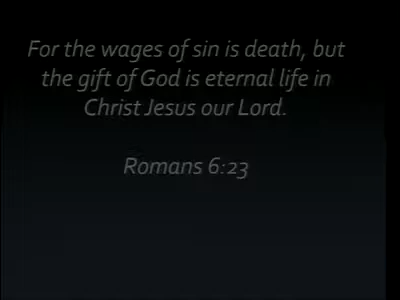 For the wages of sin is death, but
the gift of God is eternal life in
Christ Jesus our Lord.
Romans 6:23